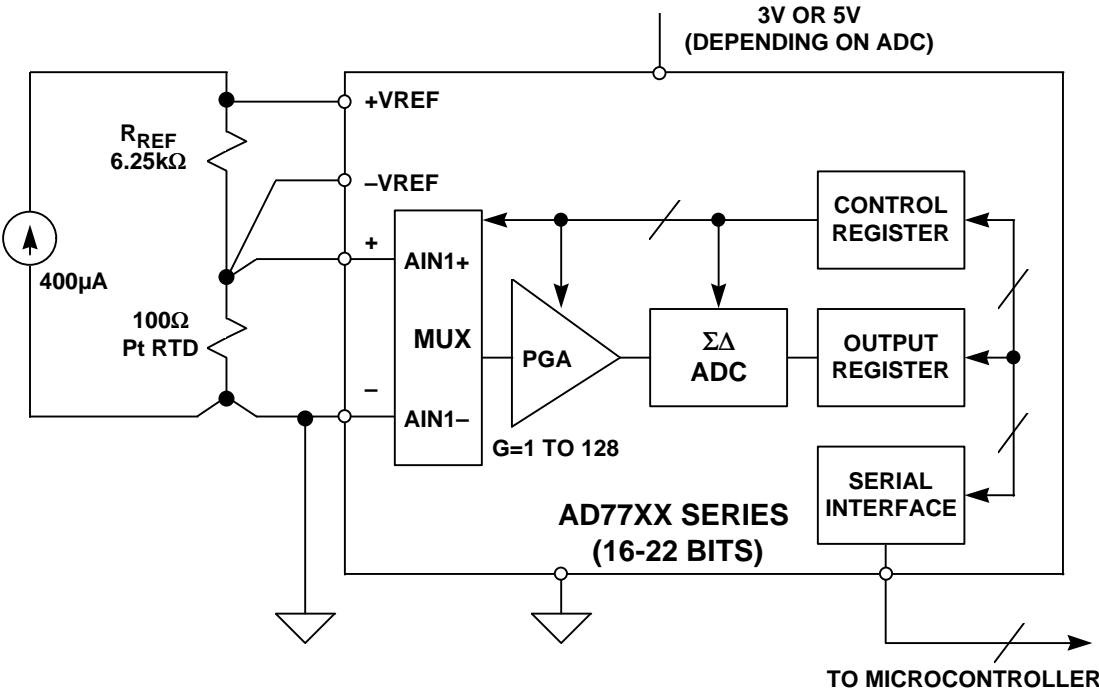 3V OR 5V
(DEPENDING ON ADC)
+VREF
RREF
6.25kΩ
–VREF
CONTROL
REGISTER
+
AIN1+
400µA
100Ω
Pt RTD
MUX
PGA
ΣΔ
ADC
OUTPUT
REGISTER
–
AIN1–
G=1 TO 128
SERIAL
INTERFACE
AD77XX SERIES
(16-22 BITS)
TO MICROCONTROLLER